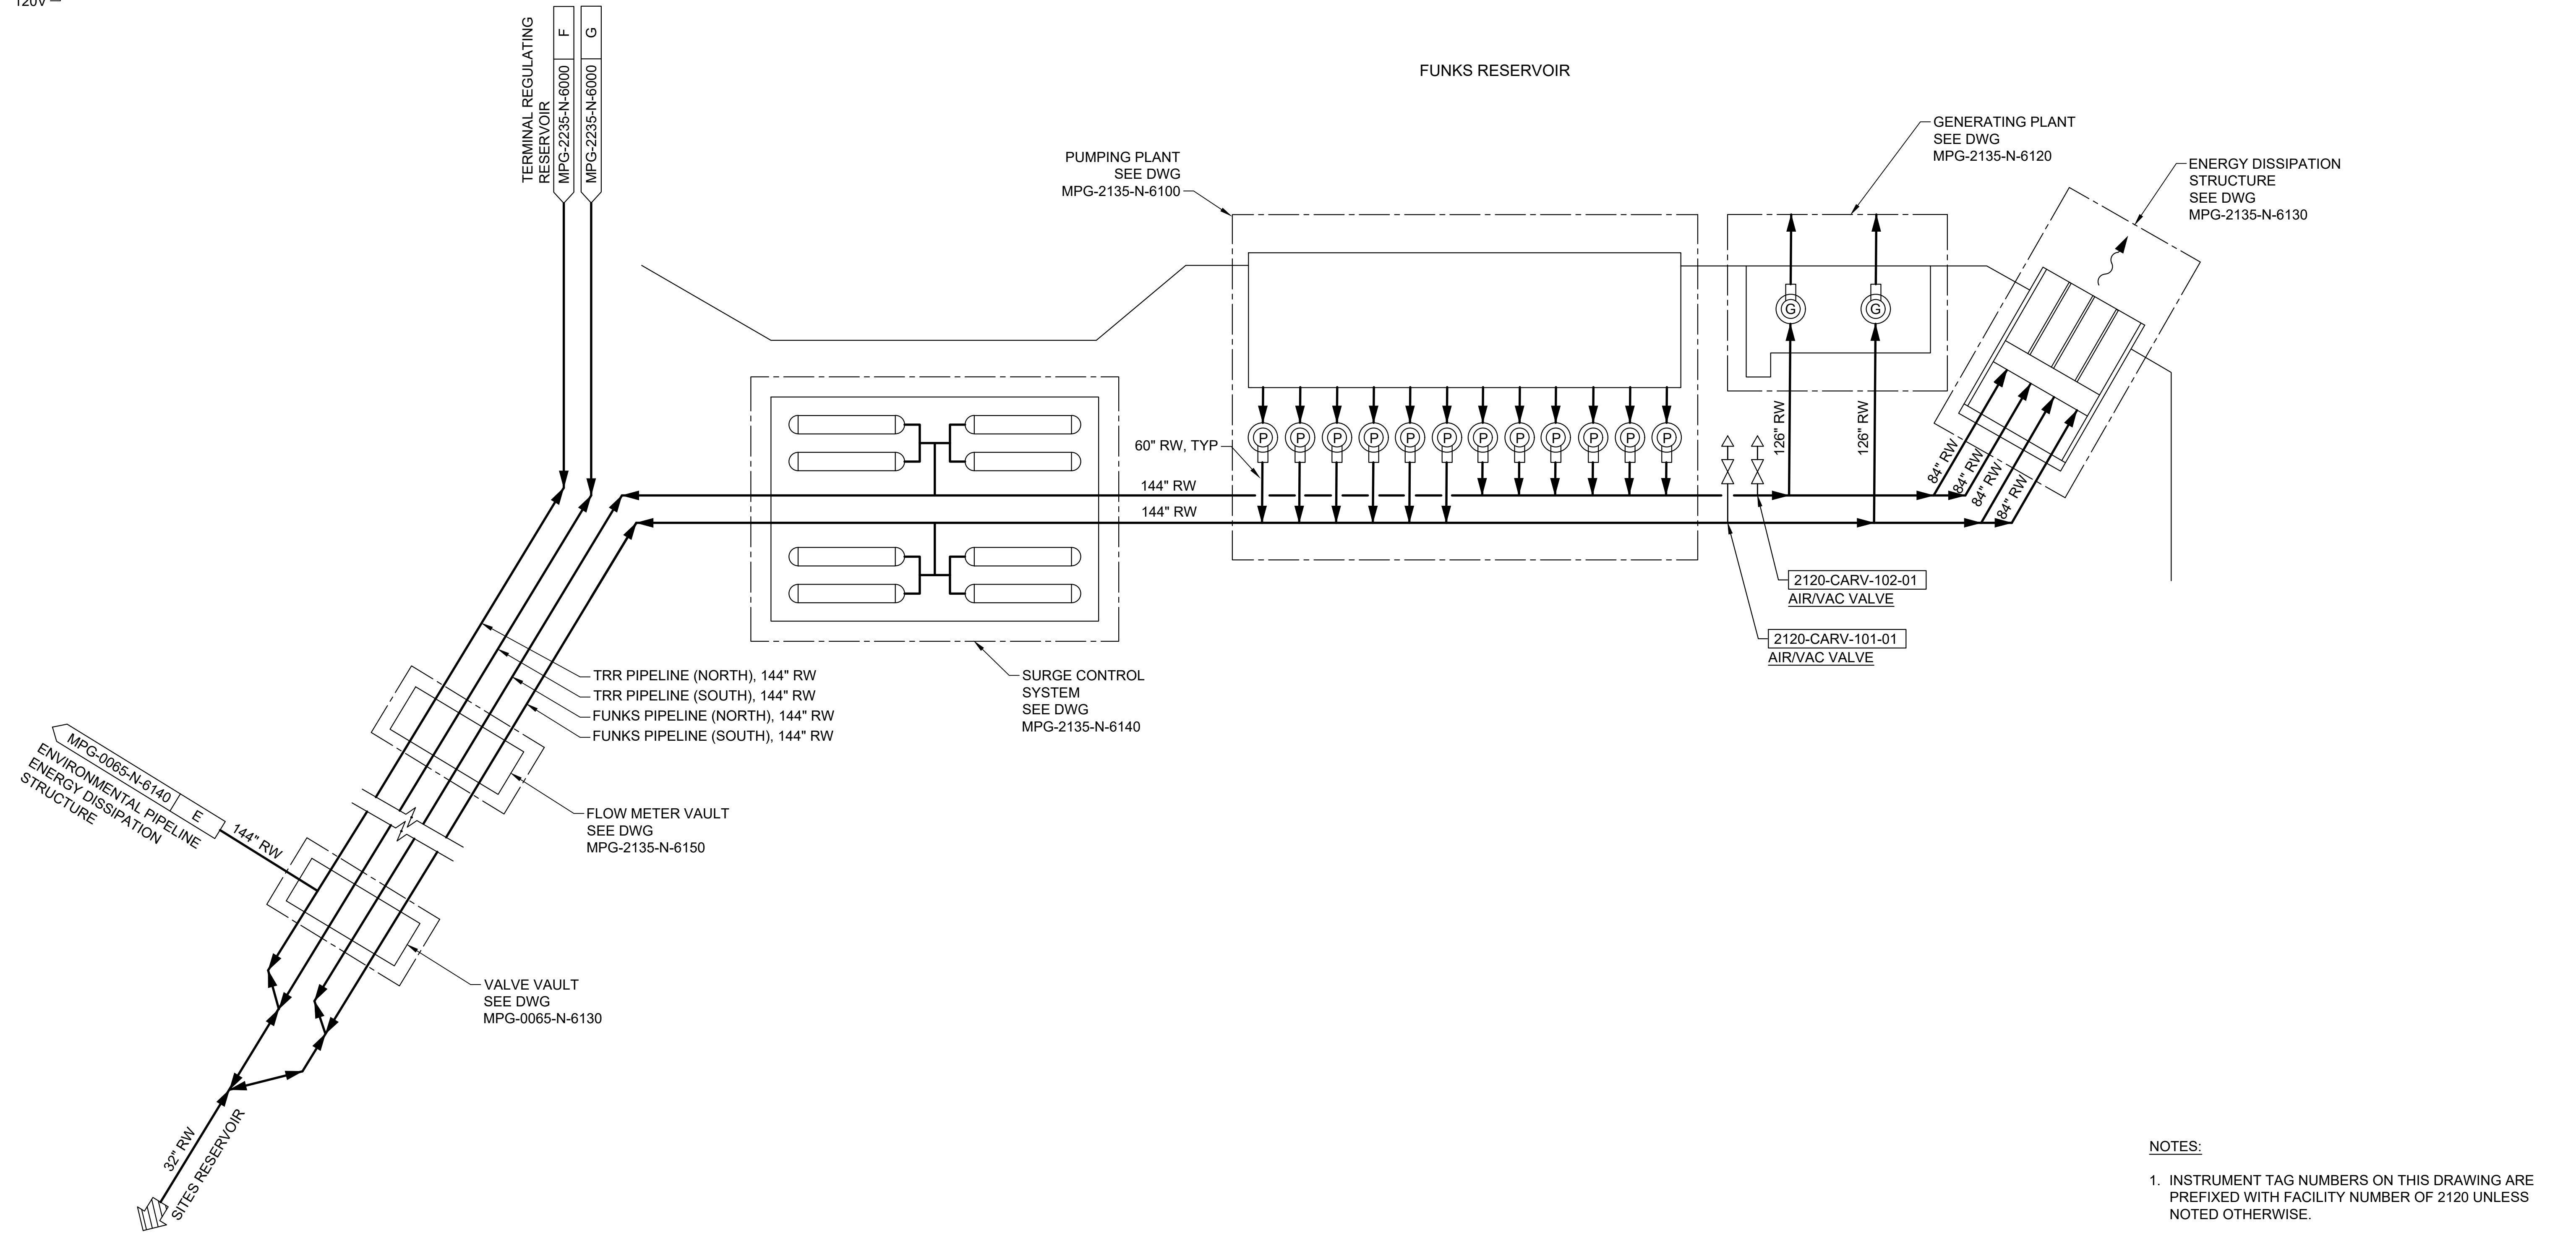 120V
TERMINAL REGULATING
RESERVOIR
MPG-2235-N-6000 F
MPG-2235-N-6000 G
FUNKS RESERVOIR
PUMPING PLANT
SEE DWG
MPG-2135-N-6100
GENERATING PLANT
SEE DWG
MPG-2135-N-6120
ENERGY DISSIPATION
STRUCTURE
SEE DWG
MPG-2135-N-6130
G G
P P P P P P P P P P P P
60" RW, TYP
144" RW
144" RW
126" RW
126" RW
84" RW
84" RW
84" RW
84" RW
2120-CARV-102-01
AIR/VAC VALVE
2120-CARV-101-01
AIR/VAC VALVE
TRR PIPELINE (NORTH), 144" RW
TRR PIPELINE (SOUTH), 144" RW
FUNKS PIPELINE (NORTH), 144" RW
FUNKS PIPELINE (SOUTH), 144" RW
SURGE CONTROL
SYSTEM
SEE DWG
MPG-2135-N-6140
FLOW METER VAULT
SEE DWG
MPG-2135-N-6150
MPG-0065-N-6140 E
ENVIRONMENTAL PIPELINE
ENERGY DISSIPATION
STRUCTURE
144" RW
VALVE VAULT
SEE DWG
MPG-0065-N-6130
32" RW
SITES RESERVOIR
NOTES:
1. INSTRUMENT TAG NUMBERS ON THIS DRAWING ARE
PREFIXED WITH FACILITY NUMBER OF 2120 UNLESS
NOTED OTHERWISE.